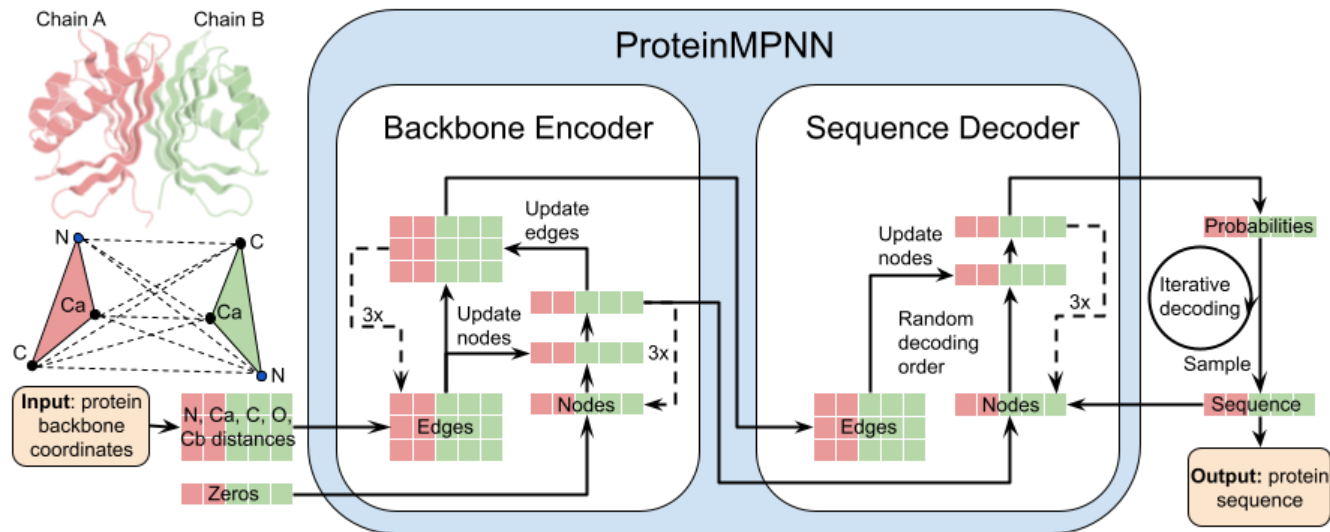 Chain A
Chain B
ProteinMPNN
Backbone Encoder
Sequence Decoder
N
C
Ca
Ca
C
N
Input: protein
backbone
coordinates
N, Ca, C, O,
Cb distances
Zeros
Update
edges
3x
Update
nodes
3x
Edges
Nodes
Update
nodes
3x
Random
decoding
order
Edges
Nodes
Probabilities
Iterative
decoding
Sample
Sequence
Output: protein
sequence